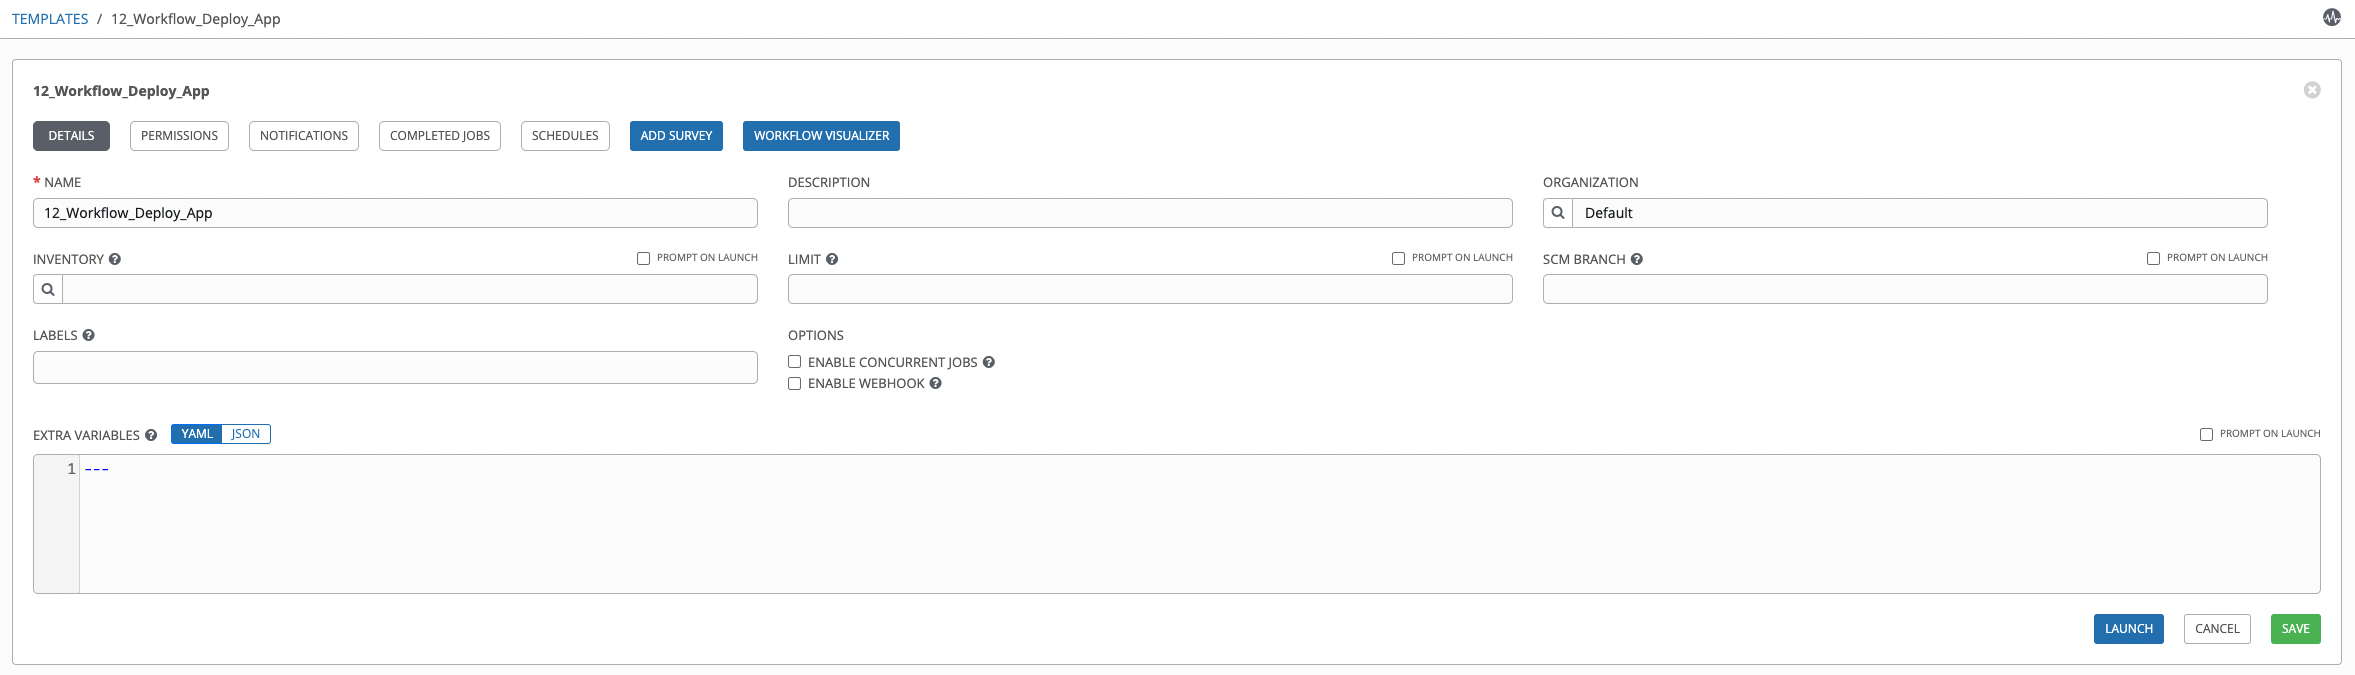 TEMPLATES / 12_Workflow_Deploy_App
12_Workflow_Deploy_App
DETAILS PERMISSIONS NOTIFICATIONS COMPLETED JOBS SCHEDULES ADD SURVEY WORKFLOW VISUALIZER
* NAME DESCRIPTION ORGANIZATION
12_Workflow_Deploy_App Default
INVENTORY ? PROMPT ON LAUNCH LIMIT ? PROMPT ON LAUNCH SCM BRANCH ? PROMPT ON LAUNCH
LABELS ? OPTIONS
ENABLE CONCURRENT JOBS ?
ENABLE WEBHOOK ?
EXTRA VARIABLES ? YAML JSON PROMPT ON LAUNCH
1 ---
LAUNCH CANCEL SAVE